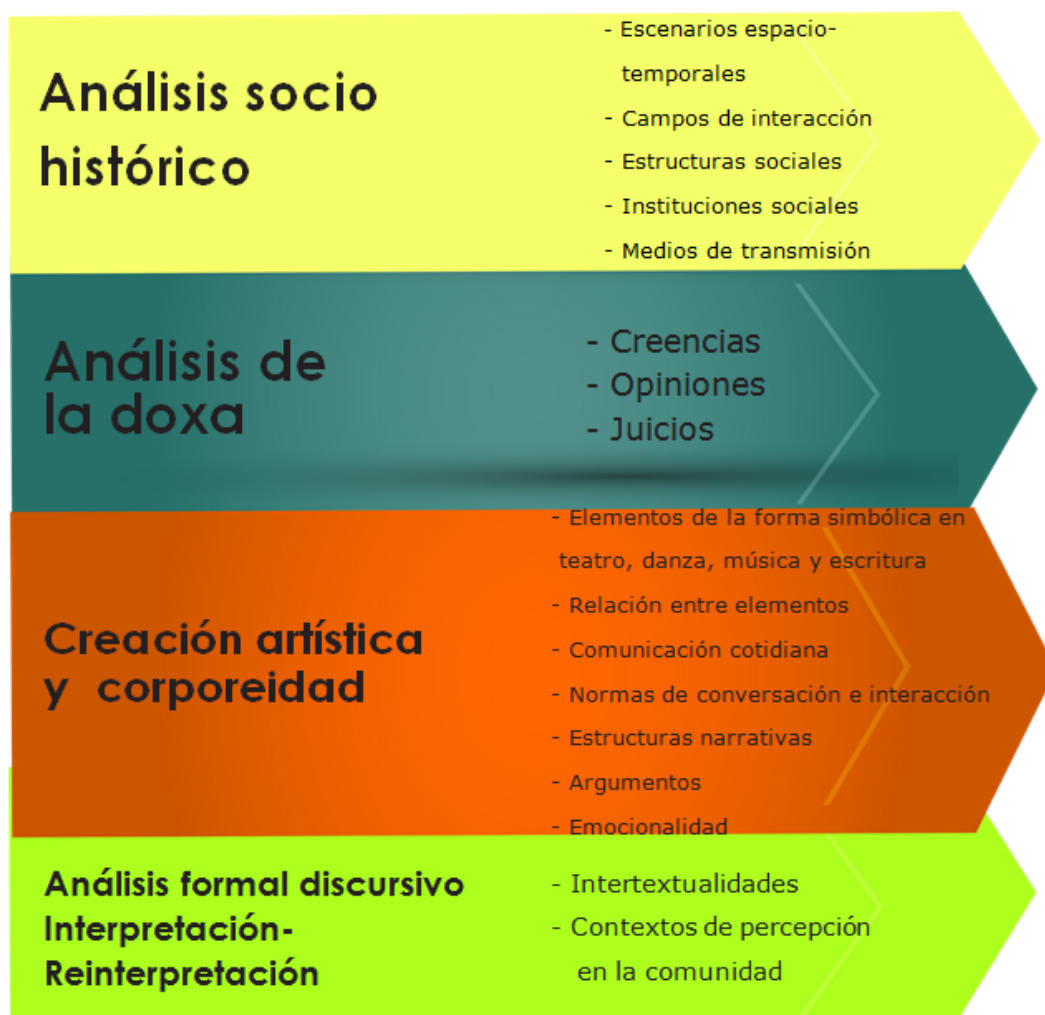 Análisis socio
histórico
- Escenarios espacio-
temporales
- Campos de interacción
- Estructuras sociales
- Instituciones sociales
- Medios de transmisión
Análisis de
la doxa
- Creencias
- Opiniones
- Juicios
Creación artística
y corporeidad
- Elementos de la forma simbólica en
teatro, danza, música y escritura
- Relación entre elementos
- Comunicación cotidiana
- Normas de conversación e interacción
- Estructuras narrativas
- Argumentos
- Emocionalidad
Análisis formal discursivo
Interpretación-
Reinterpretación
- Intertextualidades
- Contextos de percepción
en la comunidad